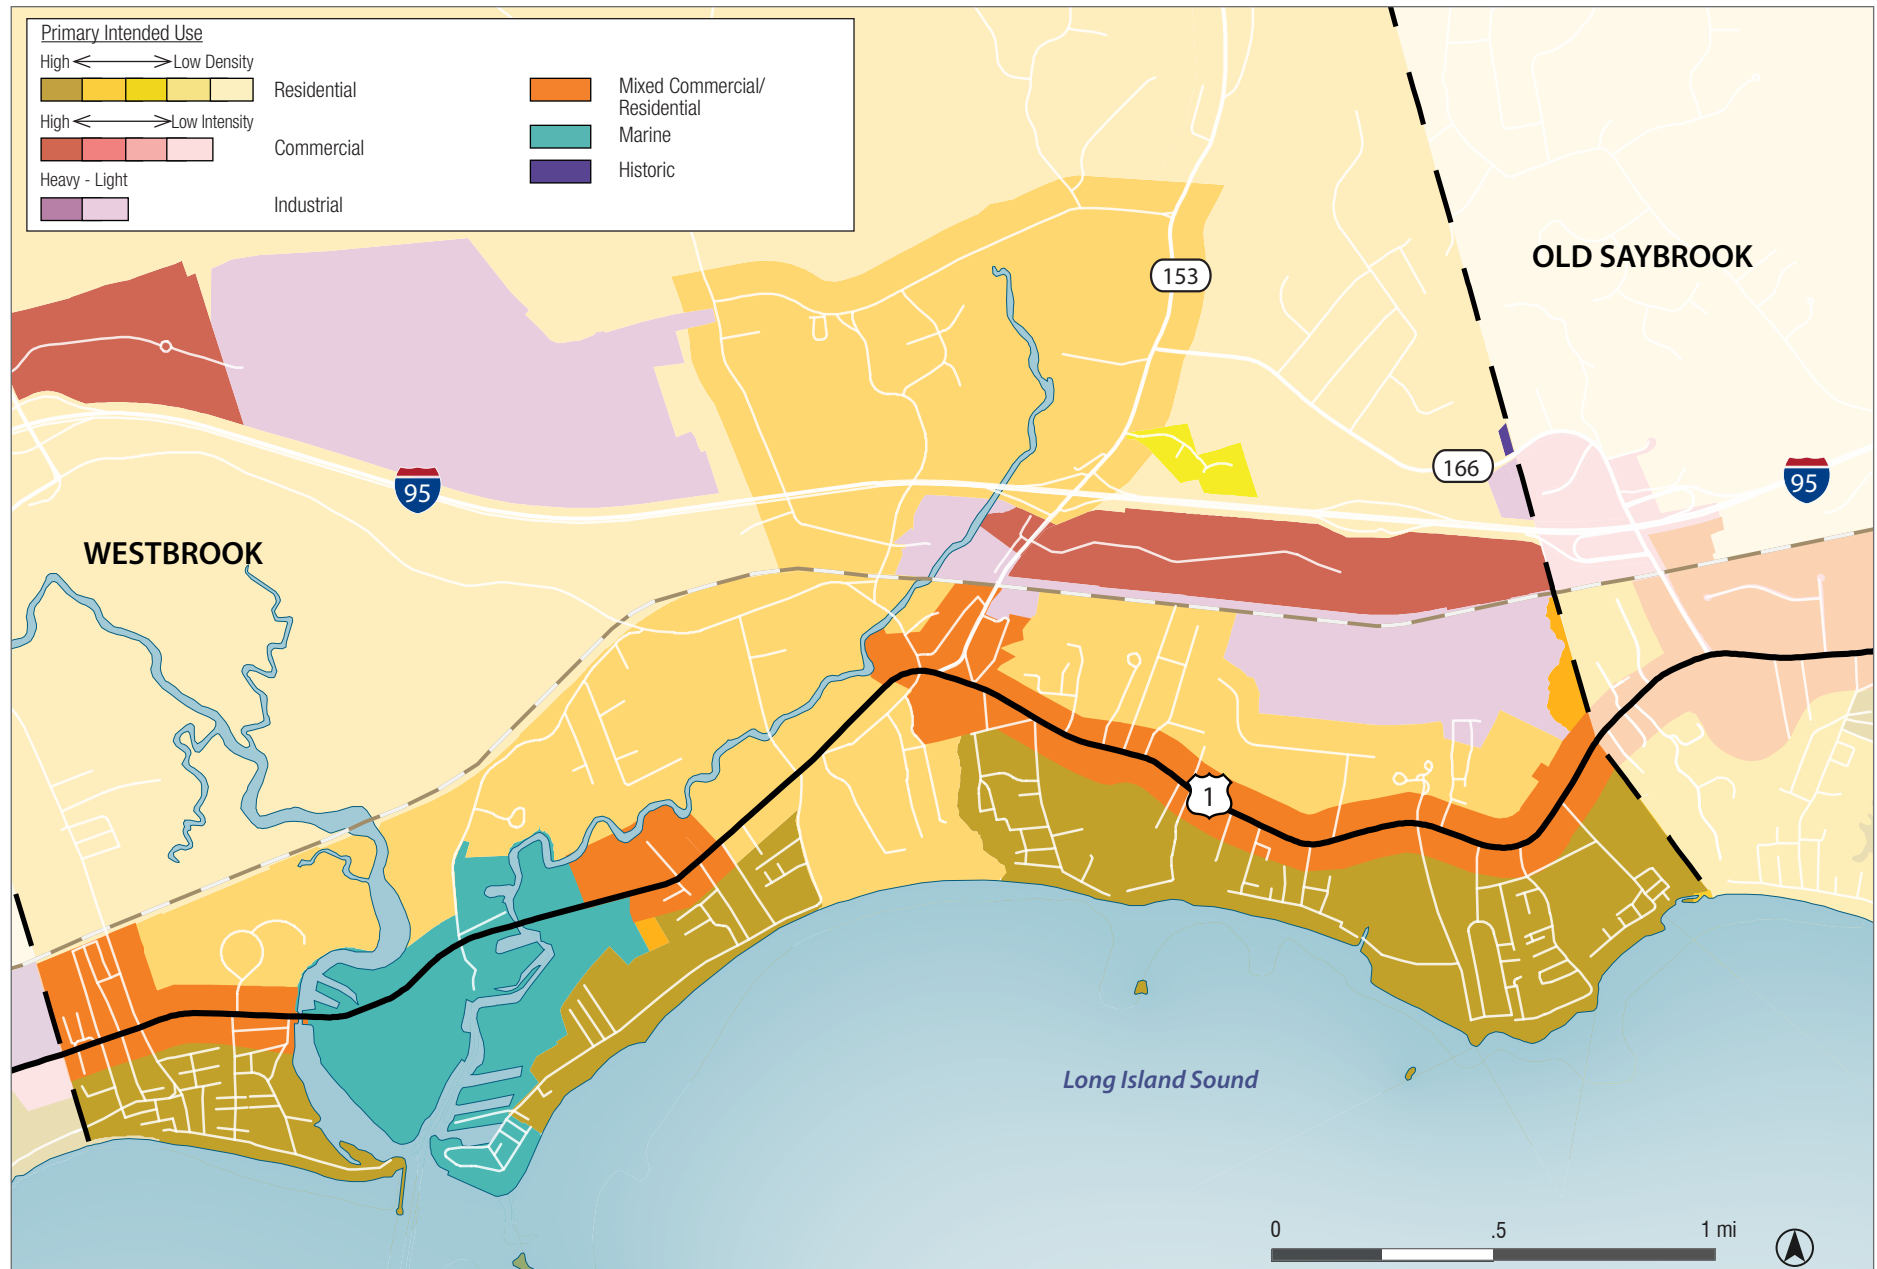 Primary Intended Use
High Low Density
Residential
High Low Intensity
Commercial
Heavy - Light
Industrial
Mixed Commercial/
Residential
Marine
Historic
153
OLD SAYBROOK
166
95
95
WESTBROOK
1
Long Island Sound
0 .5 1 mi